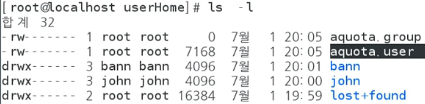 [root@localhost userHome]# ls -l
합계 32
-rw------- 1 root root 0 7월 1 20:05 aquota.group
-rw------- 1 root root 7168 7월 1 20:05 aquota.user
drwx------ 3 bann bann 4096 7월 1 20:01 bann
drwx------ 3 john john 4096 7월 1 20:00 john
drwx------ 2 root root 16384 7월 1 19:59 lost+found